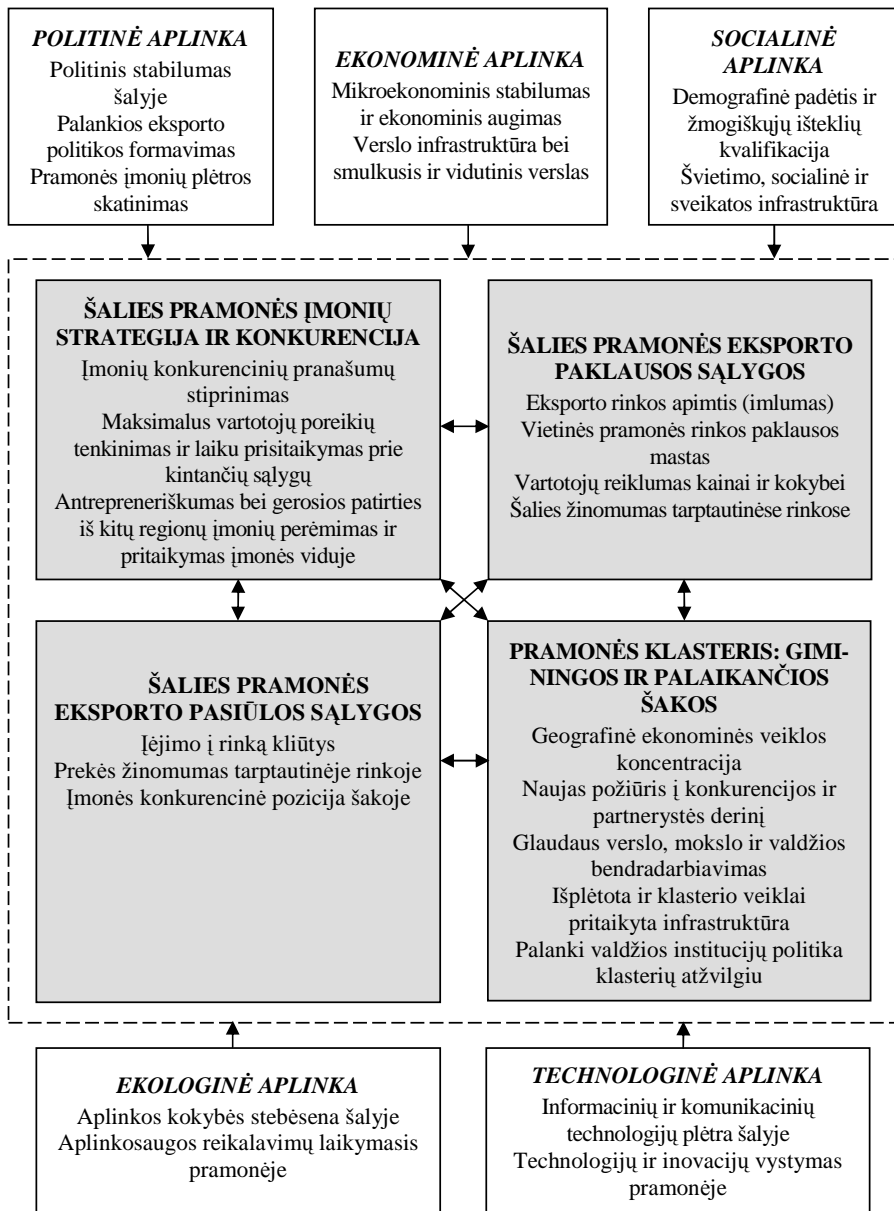 POLITINĖ APLINKA
Politinis stabilumas
šalyje
Palankios eksporto
politikos formavimas
Pramonės įmonių plėtros
skatinimas
EKONOMINĖ APLINKA
Mikroekonominis stabilumas
ir ekonominis augimas
Verslo infrastruktūra bei
smulkusis ir vidutinis verslas
SOCIALINĖ
APLINKA
Demografinė padėtis ir
žmogiškųjų išteklių
kvalifikacija
Švietimo, socialinė ir
sveikatos infrastruktūra
ŠALIES PRAMONĖS ĮMONIŲ
STRATEGIJA IR KONKURENCIJA
Įmonių konkurencinių pranašumų
stiprinimas
Maksimalus vartotojų poreikių
tenkinimas ir laiku prisitaikymas prie
kintančių sąlygų
Antrepreneriškumas bei gerosios patirties
iš kitų regionų įmonių perėmimas ir
pritaikymas įmonės viduje
ŠALIES PRAMONĖS EKSPORTO
PAKLAUSOS SĄLYGOS
Eksporto rinkos apimtis (imlumas)
Vietinės pramonės rinkos paklausos
mastas
Vartotojų reiklumas kainai ir kokybei
Šalies žinomumas tarptautinėse rinkose
ŠALIES PRAMONĖS
EKSPORTO PASIŪLOS SĄLYGOS
Įėjimo į rinką kliūtys
Prekės žinomumas tarptautinėje rinkoje
Įmonės konkurencinė pozicija šakoje
PRAMONĖS KLASTERIS: GIMI-
NINGOS IR PALAIKANČIOS
ŠAKOS
Geografinė ekonominės veiklos
koncentracija
Naujas požiūris į konkurencijos ir
partnerystės derinį
Glaudaus verslo, mokslo ir valdžios
bendradarbiavimas
Išplėtota ir klasterio veiklai
pritaikyta infrastruktūra
Palanki valdžios institucijų politika
klasterių atžvilgiu
EKOLOGINĖ APLINKA
Aplinkos kokybės stebėsena šalyje
Aplinkosaugos reikalavimų laikymasis
pramonėje
TECHNOLOGINĖ APLINKA
Informacinių ir komunikacinių
technologijų plėtra šalyje
Technologijų ir inovacijų vystymas
pramonėje